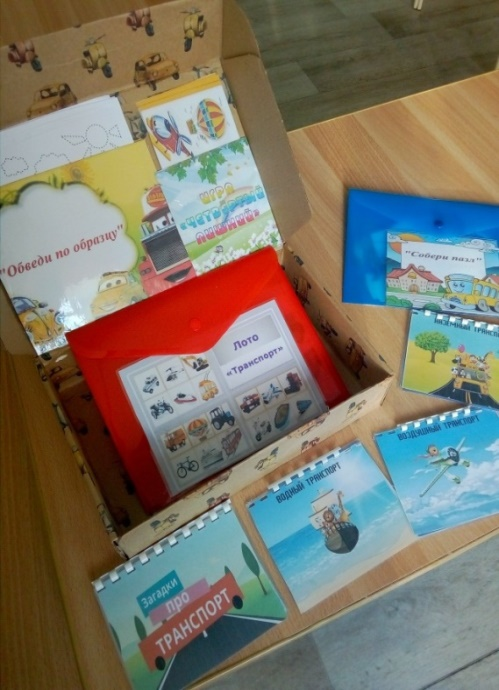 "Обведи по образцу"
ИГРА
«ЧЕТВЕРТЫЙ
ЛИШНИЙ»
Лото
«Транспорт»
"Собери пазл"
НАЗЕМНЫЙ ТРАНСПОРТ
ВОЗДУШНЫЙ ТРАНСПОРТ
ВОДНЫЙ ТРАНСПОРТ
Загадки
про
ТРАНСПОРТ